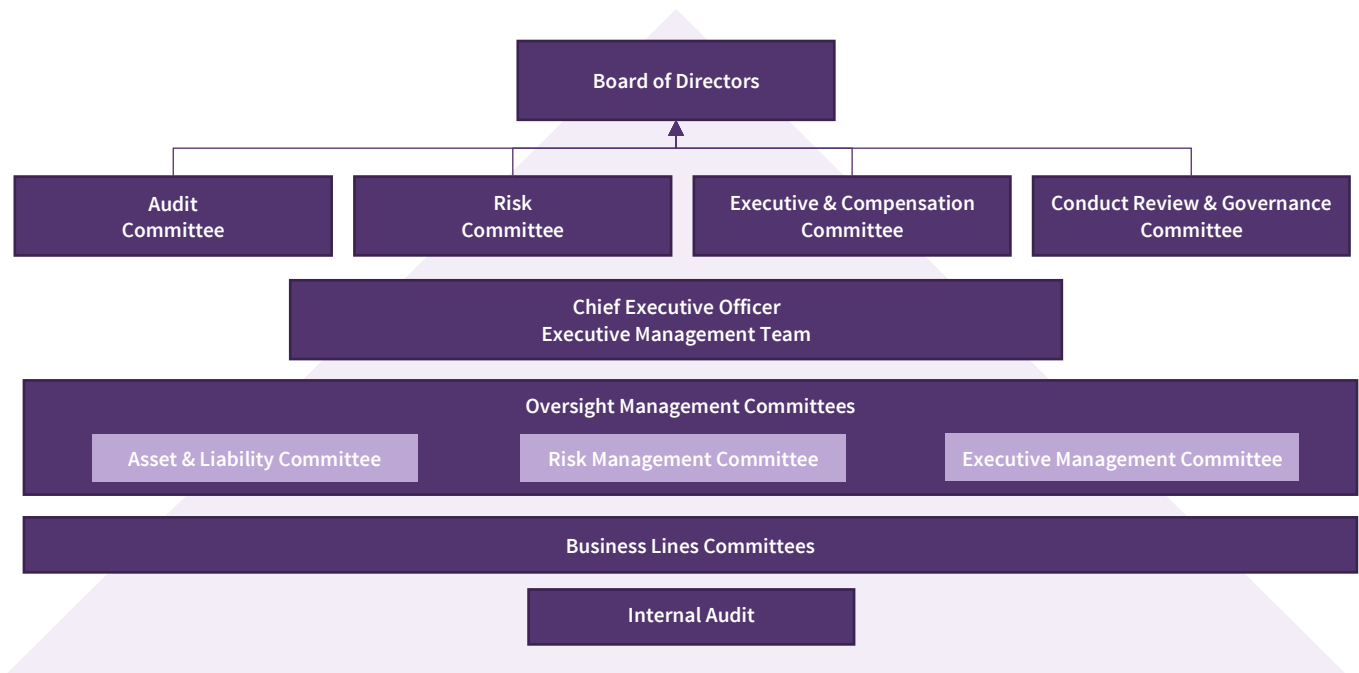 Board of Directors
Audit
Committee
Risk
Committee
Executive & Compensation
Committee
Conduct Review & Governance
Committee
Chief Executive Officer
Executive Management Team
Oversight Management Committees
Asset & Liability Committee
Risk Management Committee
Executive Management Committee
Business Lines Committees
Internal Audit